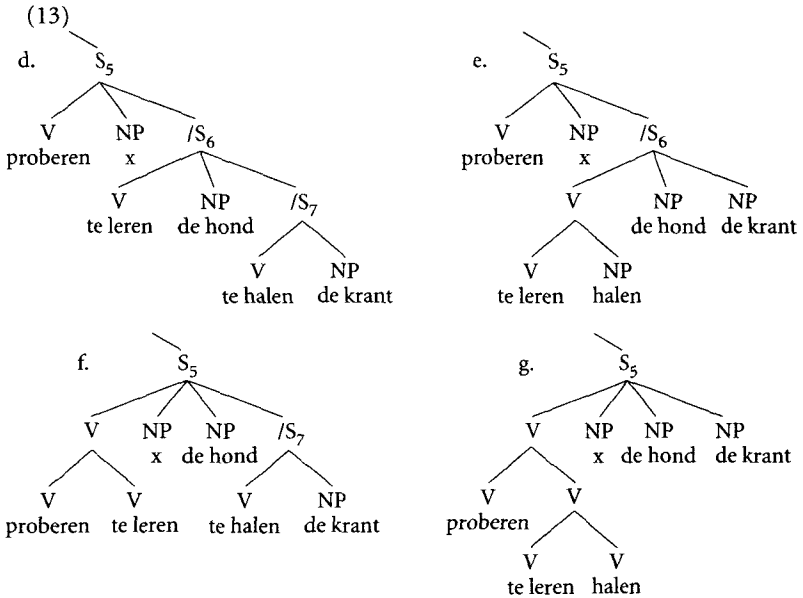 (13)
d. S5
V NP /S6
proberen x
V NP /S7
te leren de hond
V NP
te halen de krant
e. S5
V NP /S6
proberen x
V NP NP
de hond de krant
V NP
te leren halen
f. S5
V NP NP /S7
x de hond
V V V NP
proberen te leren te halen de krant
g. S5
V NP NP NP
x de hond de krant
V V
proberen
V V
te leren halen